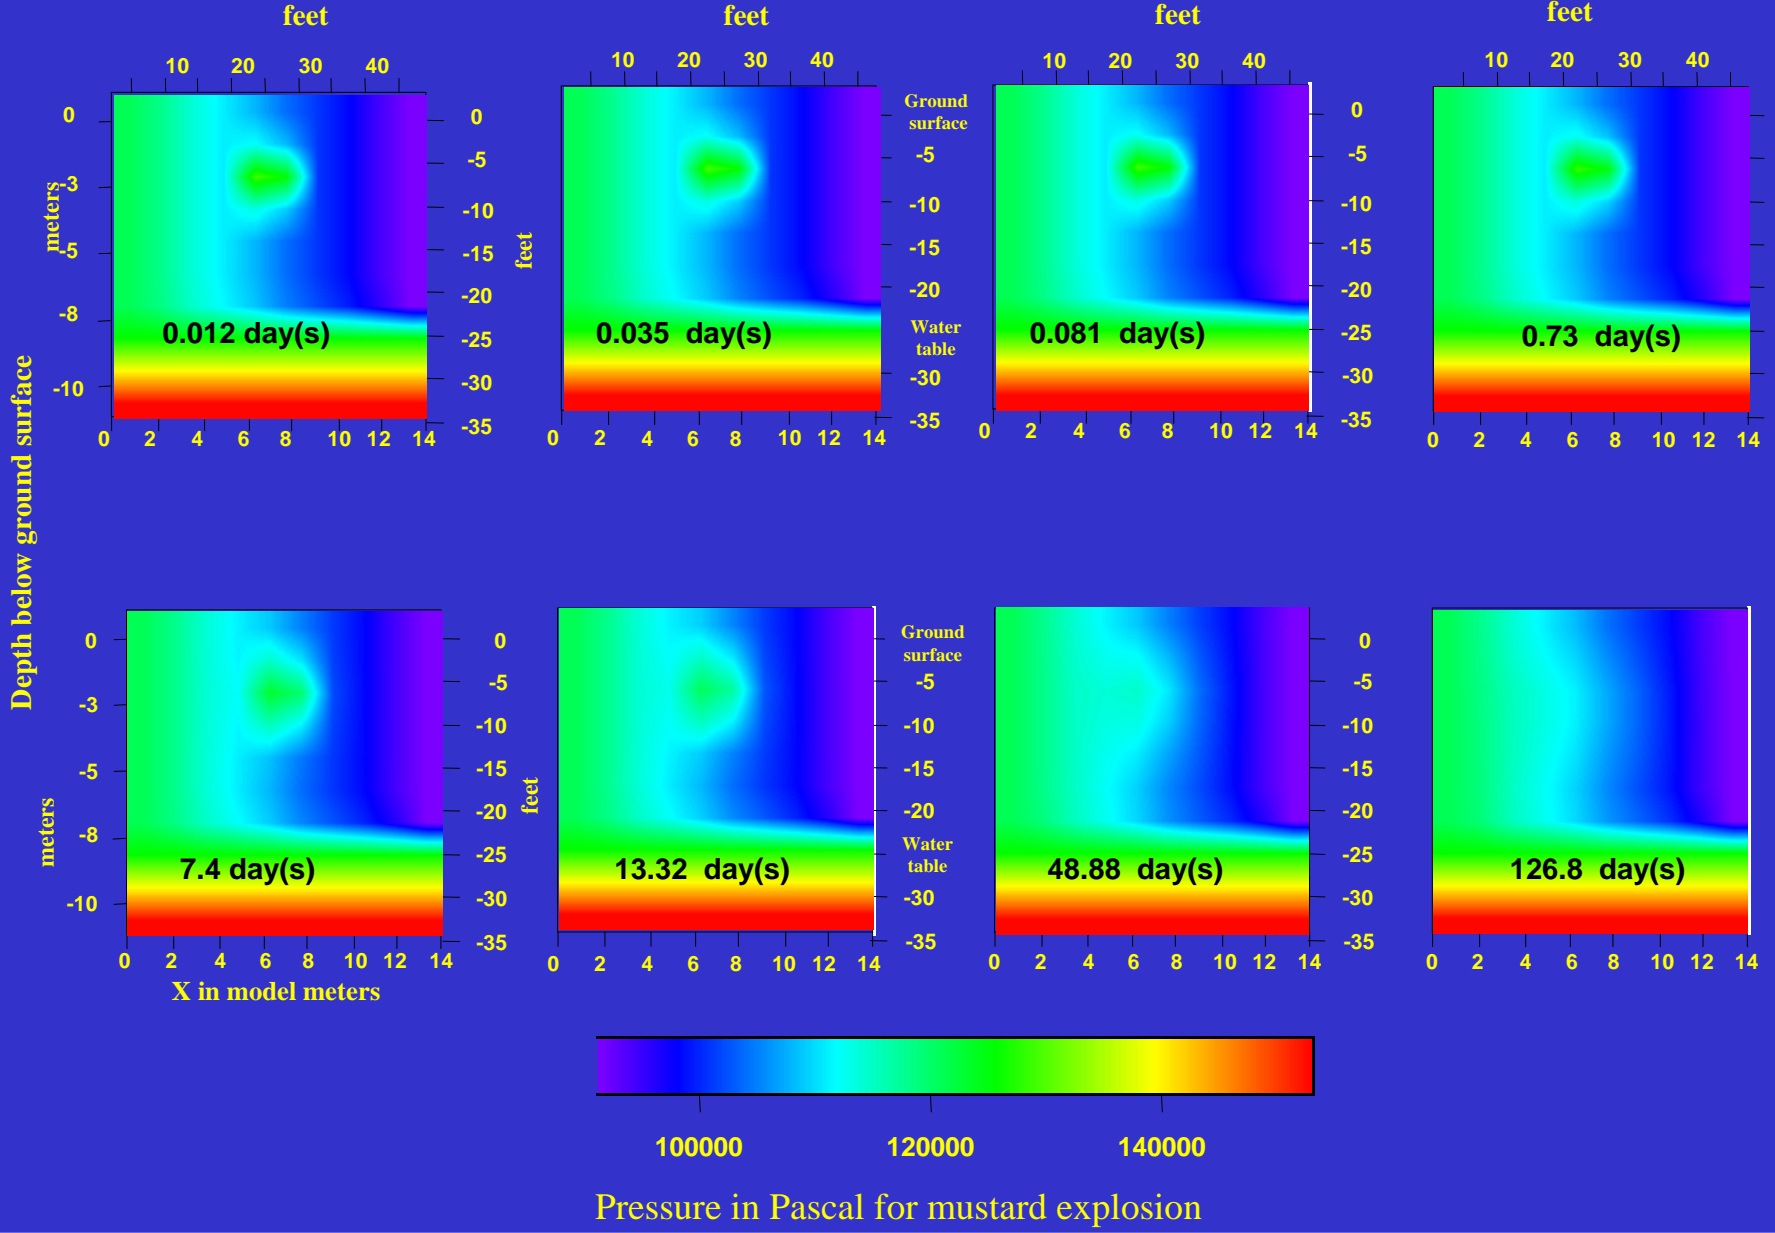 feet
feet
feet
feet
10 20 30 40
10 20 30 40
10 20 30 40
10 20 30 40
Depth below ground surface
meters
0
-3
-5
-8
-10
0.012 day(s)
0 2 4 6 8 10 12 14
0
-5
-10
-15
-20
-25
-30
-35
feet
0.035 day(s)
0 2 4 6 8 10 12 14
Ground
surface
-5
-10
-15
-20
Water
table
-30
-35
0.081 day(s)
0 2 4 6 8 10 12 14
0
-5
-10
-15
-20
-25
-30
-35
0.73 day(s)
0 2 4 6 8 10 12 14
meters
0
-3
-5
-8
-10
7.4 day(s)
0 2 4 6 8 10 12 14
X in model meters
0
-5
-10
-15
-20
-25
-30
-35
feet
13.32 day(s)
0 2 4 6 8 10 12 14
Ground
surface
-5
-10
-15
-20
Water
table
-30
-35
48.88 day(s)
0 2 4 6 8 10 12 14
0
-5
-10
-15
-20
-25
-30
-35
126.8 day(s)
0 2 4 6 8 10 12 14
100000 120000 140000
Pressure in Pascal for mustard explosion